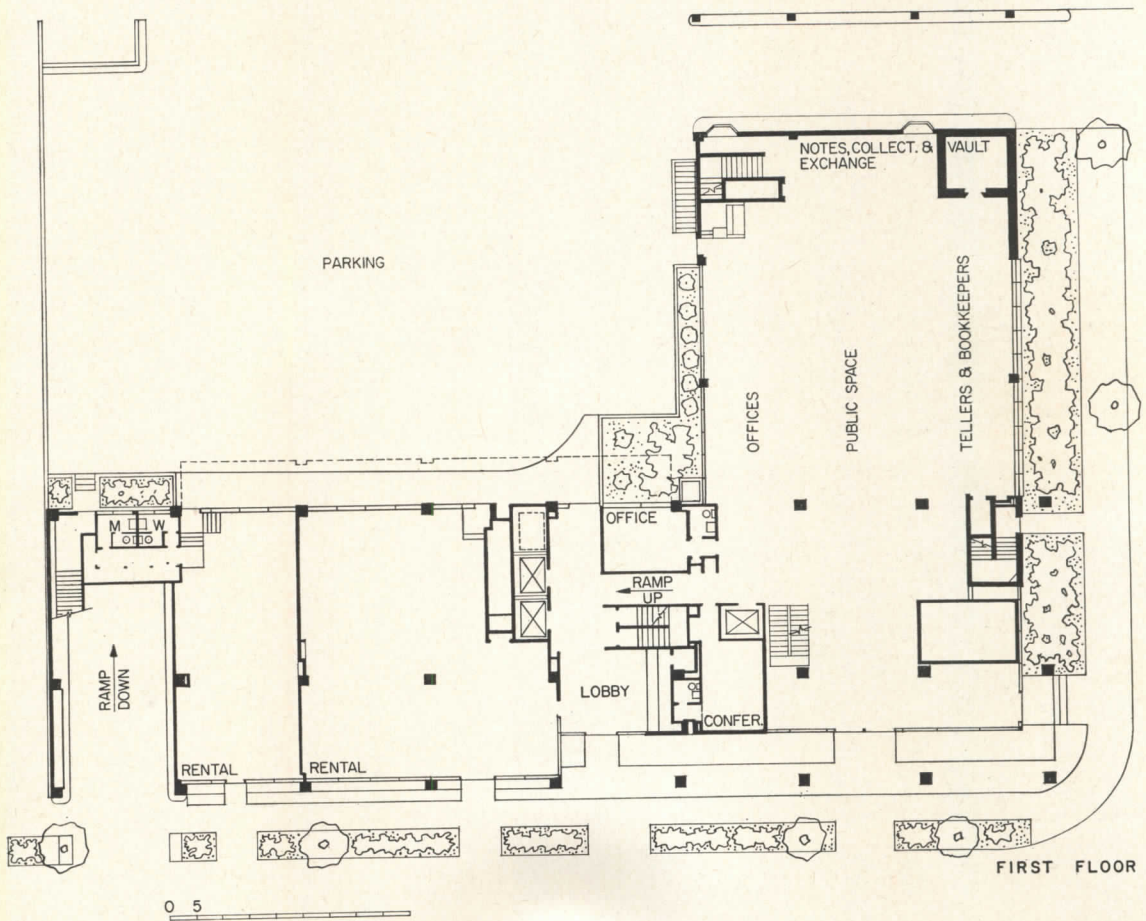 NOTES, COLLECT. &
EXCHANGE
VAULT
PARKING
OFFICES
PUBLIC SPACE
TELLERS & BOOKKEEPERS
M
W
OFFICE
RAMP
UP
RAMP
DOWN
LOBBY
CONFER.
RENTAL
RENTAL
FIRST FLOOR
0 5